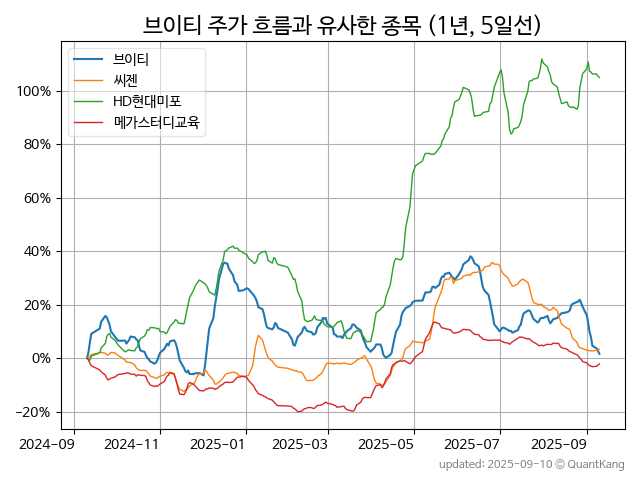 브이티 주가 흐름과 유사한 종목 (1년, 5일선)
브이티
씨젠
HD현대미포
메가스터디교육
100%
80%
60%
40%
20%
0%
−20%
2024-09 2024-11 2025-01 2025-03 2025-05 2025-07 2025-09
updated: 2025-09-10 © QuantKang